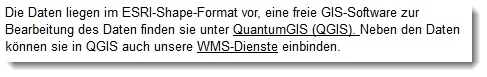 Die Daten liegen im ESRI-Shape-Format vor, eine freie GIS-Software zur
Bearbeitung des Daten finden sie unter QuantumGIS (QGIS). Neben den Daten
können sie in QGIS auch unsere WMS-Dienste einbinden.